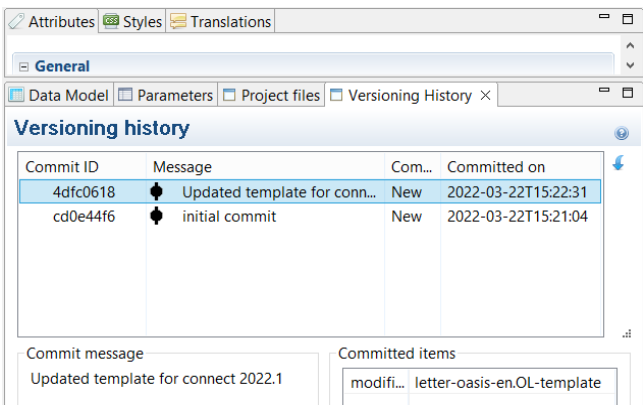 Attributes CSS Styles Translations
General
Data Model Parameters Project files Versioning History
Versioning history
Commit ID Message Com... Committed on
4dfc0618 Updated template for conn... New 2022-03-22T15:22:31
cd0e44f6 initial commit New 2022-03-22T15:21:04
Commit message Committed items
Updated template for connect 2022.1 modifi... letter-oasis-en.OL-template